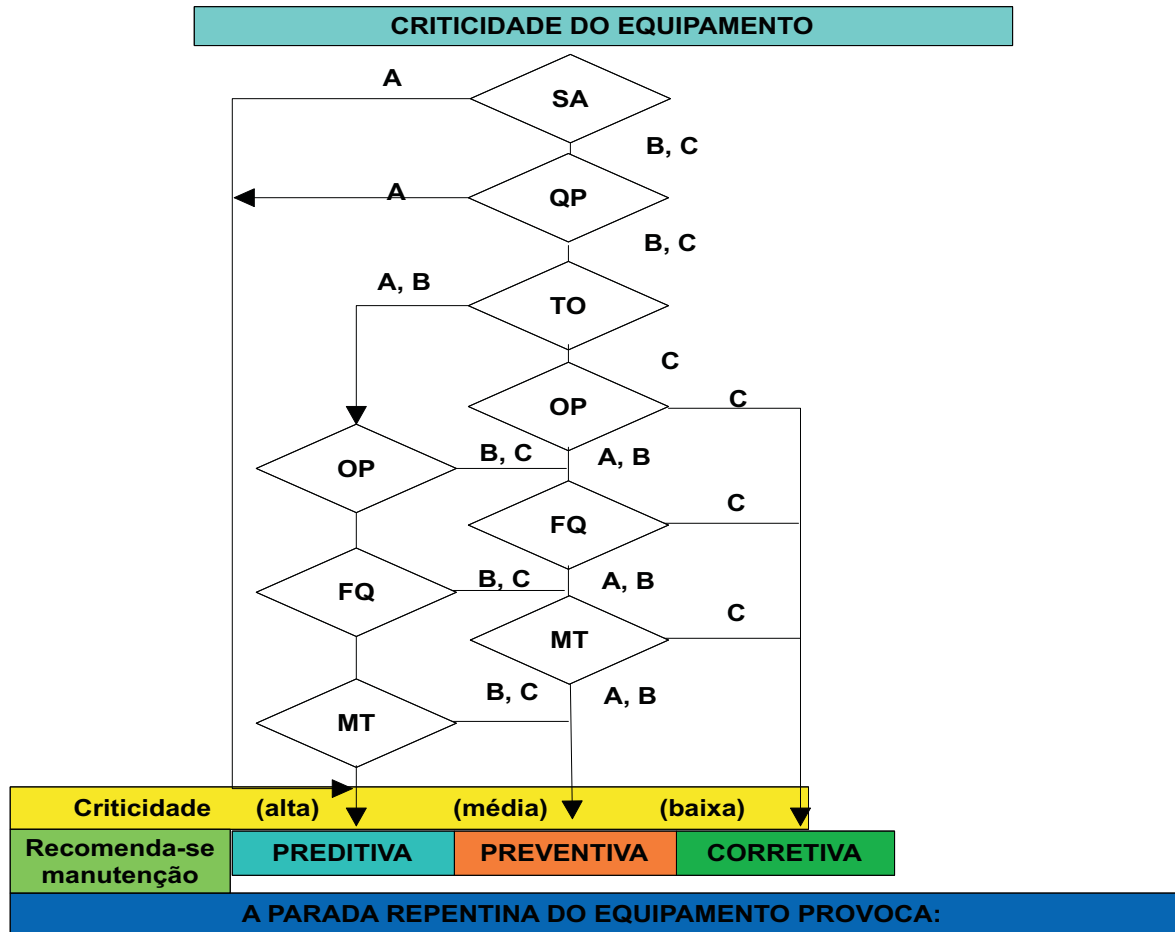 CRITICIDADE DO EQUIPAMENTO
A
SA
B, C
A
QP
B, C
A, B
TO
C
OP
C
OP
B, C
A, B
FQ
C
FQ
B, C
A, B
MT
C
B, C
A, B
MT
Criticidade (alta) (média) (baixa)
Recomenda-se
manutenção
PREDITIVA PREVENTIVA CORRETIVA
A PARADA REPENTINA DO EQUIPAMENTO PROVOCA: